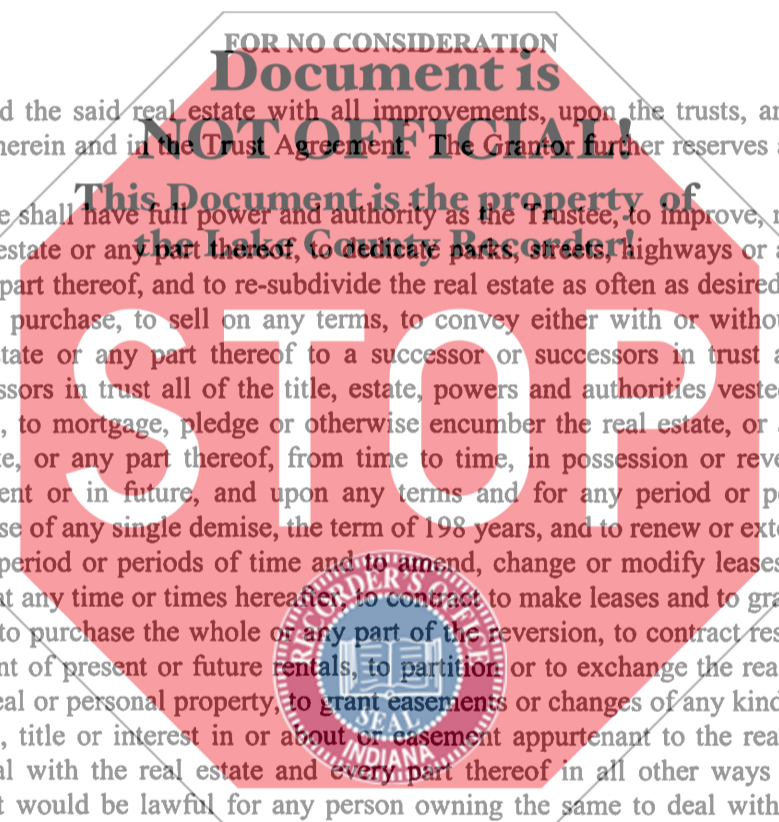 FOR NO CONSIDERATION
Document is
d the said real estate with all improvements, upon the trusts, an
NOT OFFICIAL!
herein and in the Trust Agreement. The Grantor further reserves
This Document is the property of
e shall have full power and authority as the Trustee, to improve,
the Lake County Recorder!
estate or any part thereof, to dedicate parks, streets, highways or a
part thereof, and to re-subdivide the real estate as often as desired
purchase, to sell on any terms, to convey either with or withou
tate or any part thereof to a successor or successors in trust a
ssors in trust all of the title, estate, powers and authorities veste
, to mortgage, pledge or otherwise encumber the real estate, or
e, or any part thereof, from time to time, in possession or reve
ent or in future, and upon any terms and for any period or p
se of any single demise, the term of 198 years, and to renew or exte
STOP
period or periods of time and to amend, change or modify leases
at any time or times hereafter, to contract to make leases and to gra
to purchase the whole or any part of the reversion, to contract res
nt of present or future rentals, to partition or to exchange the rea
eal or personal property, to grant easements or changes of any kind
, title or interest in or about or easement appurtenant to the rea
al with the real estate and every part thereof in all other ways
t would be lawful for any person owning the same to deal with
RECORDER'S OFFICE
SEAL
INDIANA